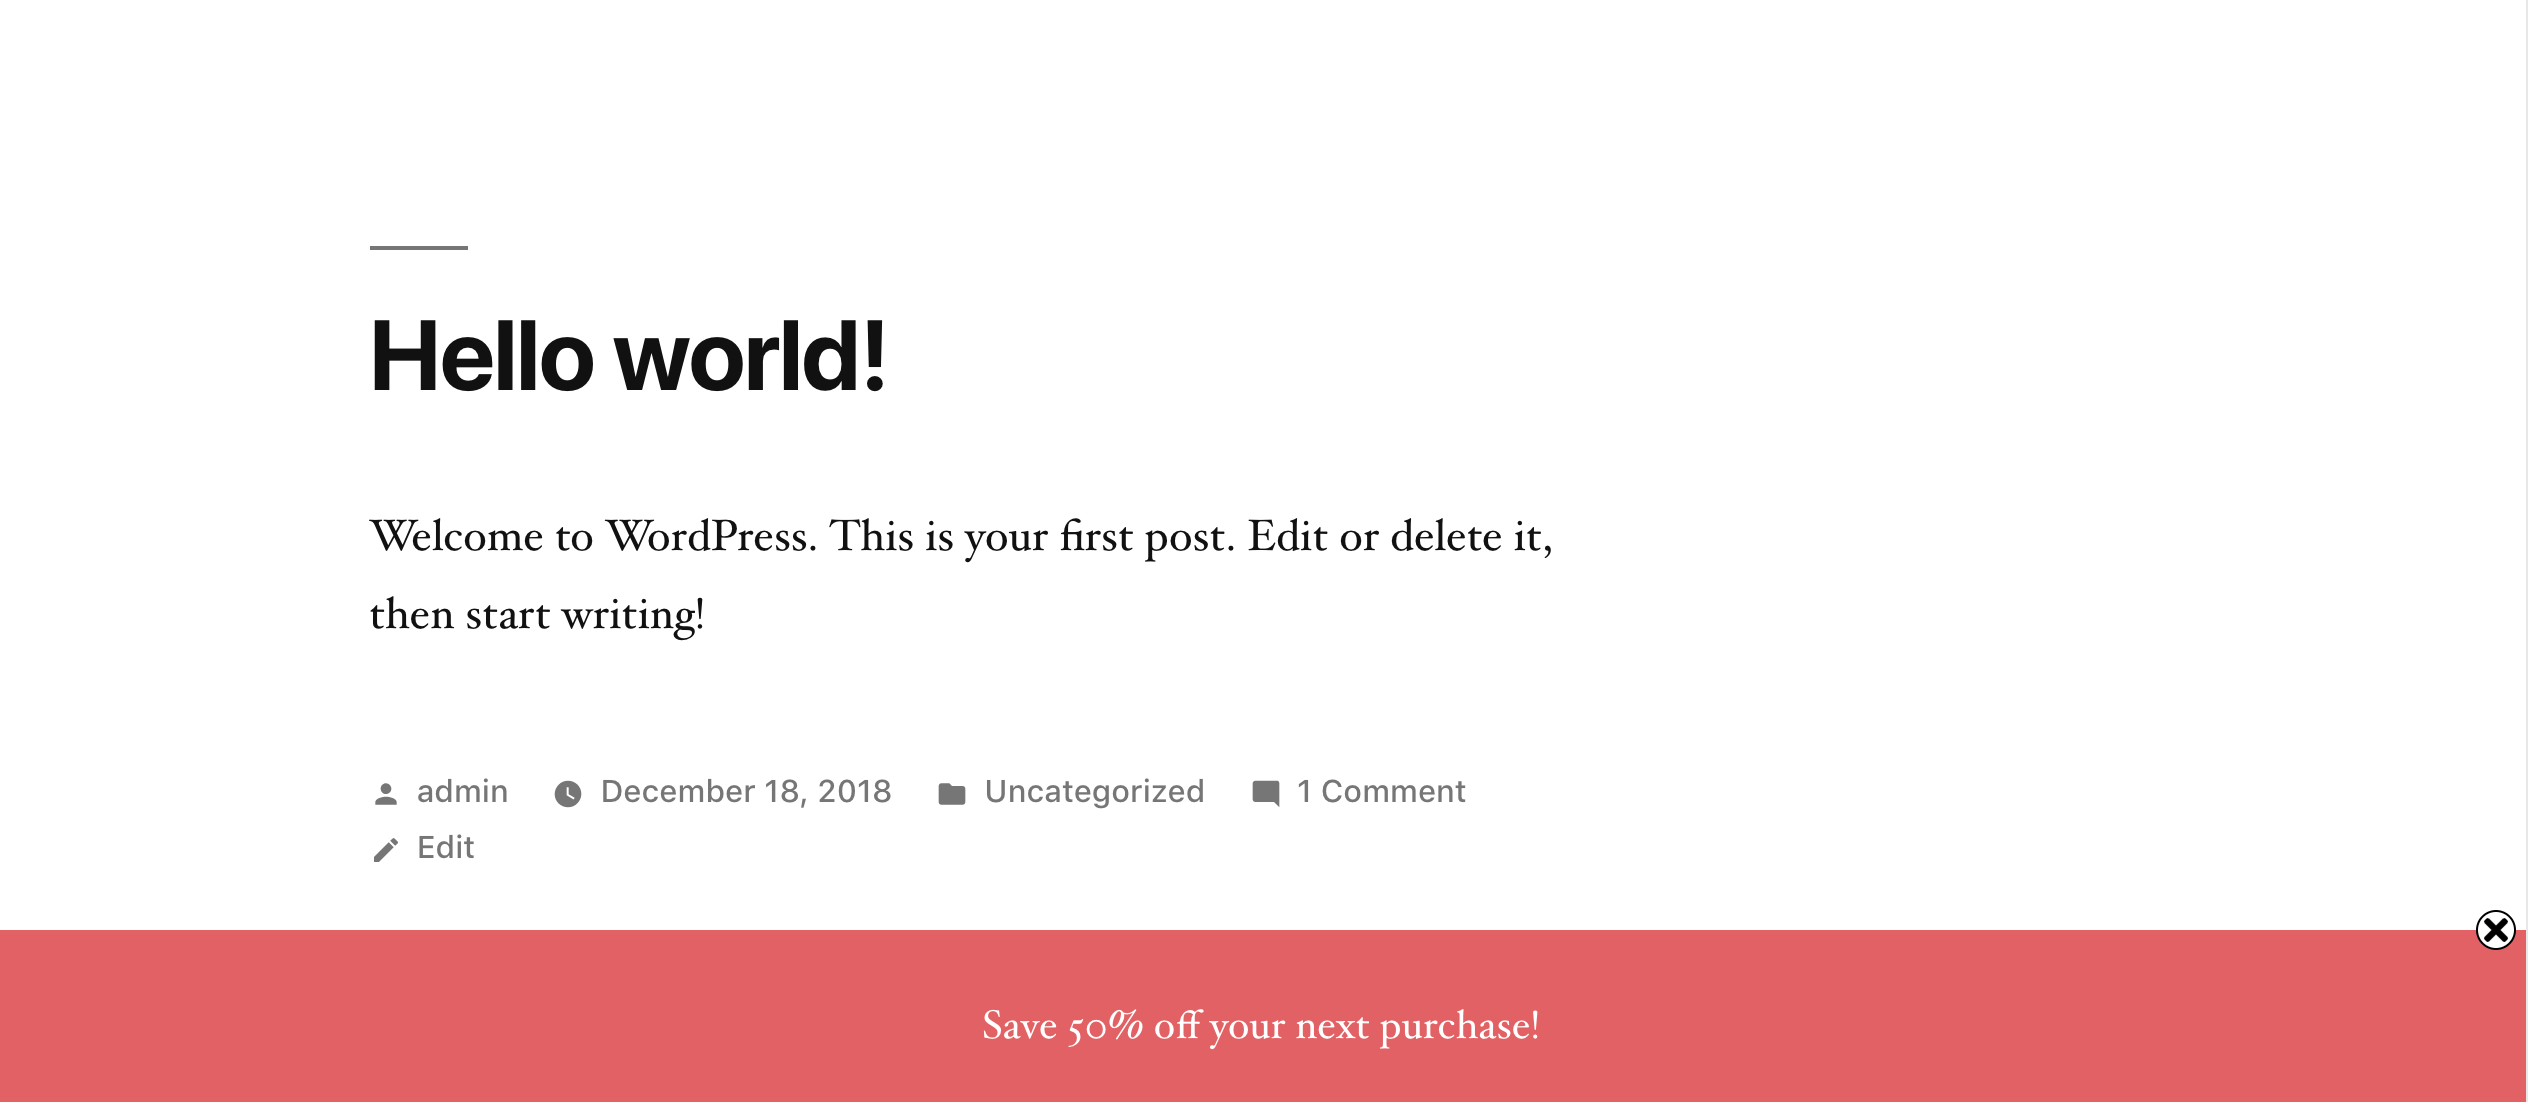 Hello world!
Welcome to WordPress. This is your first post. Edit or delete it,
then start writing!
admin December 18, 2018 Uncategorized 1 Comment
Edit
Save 50% off your next purchase!